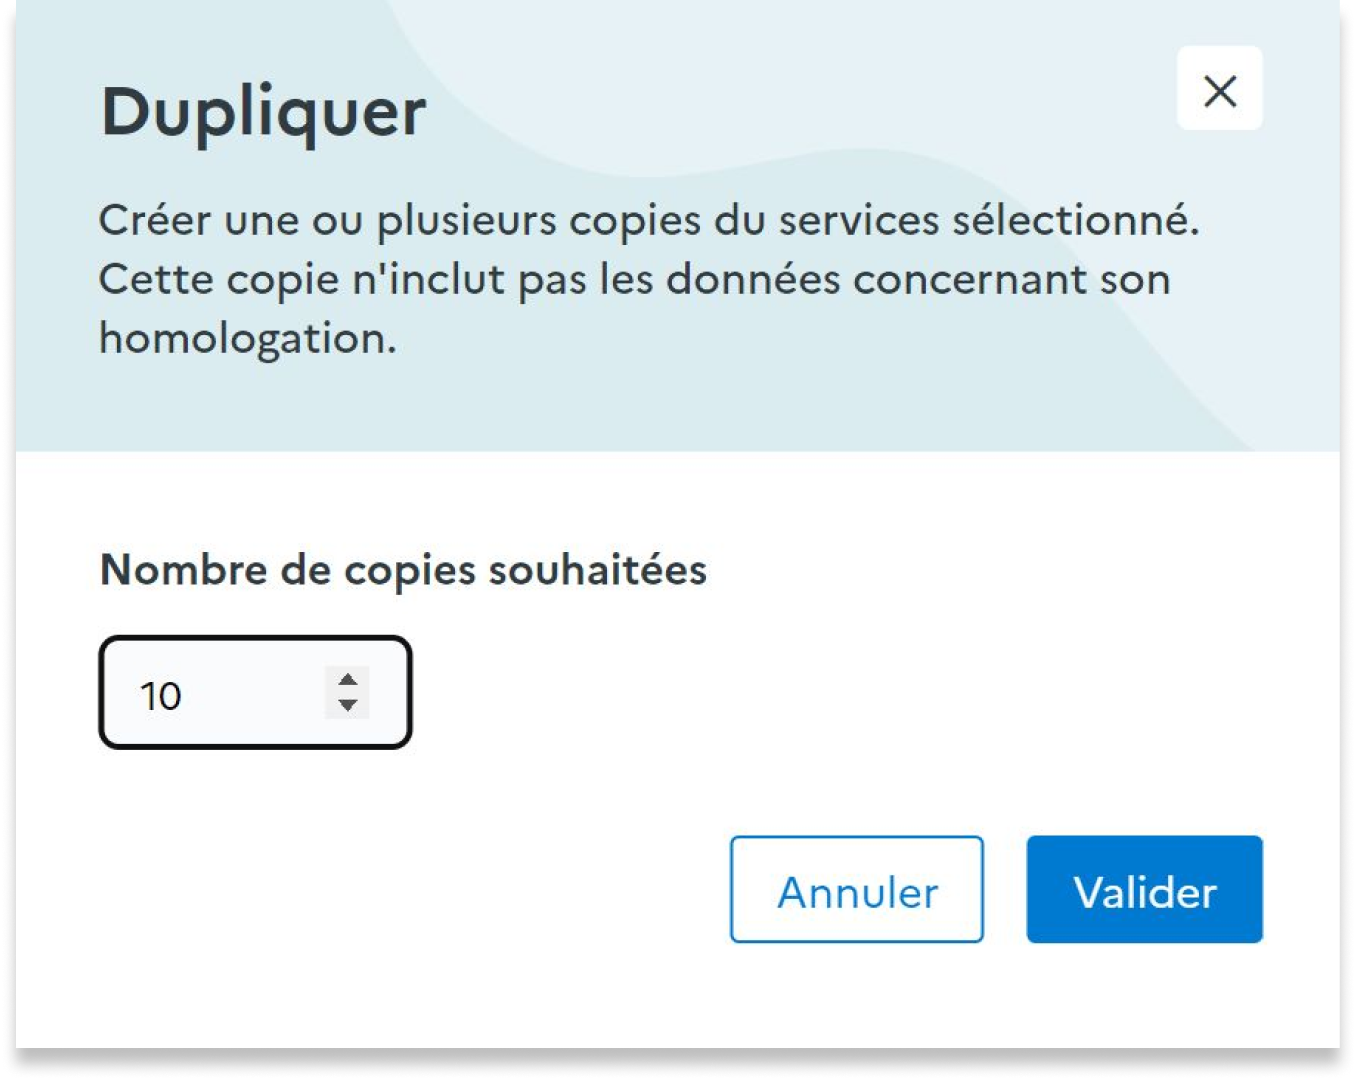 Dupliquer
Créer une ou plusieurs copies du services sélectionné.
Cette copie n'inclut pas les données concernant son
homologation.
Nombre de copies souhaitées
10
Annuler
Valider